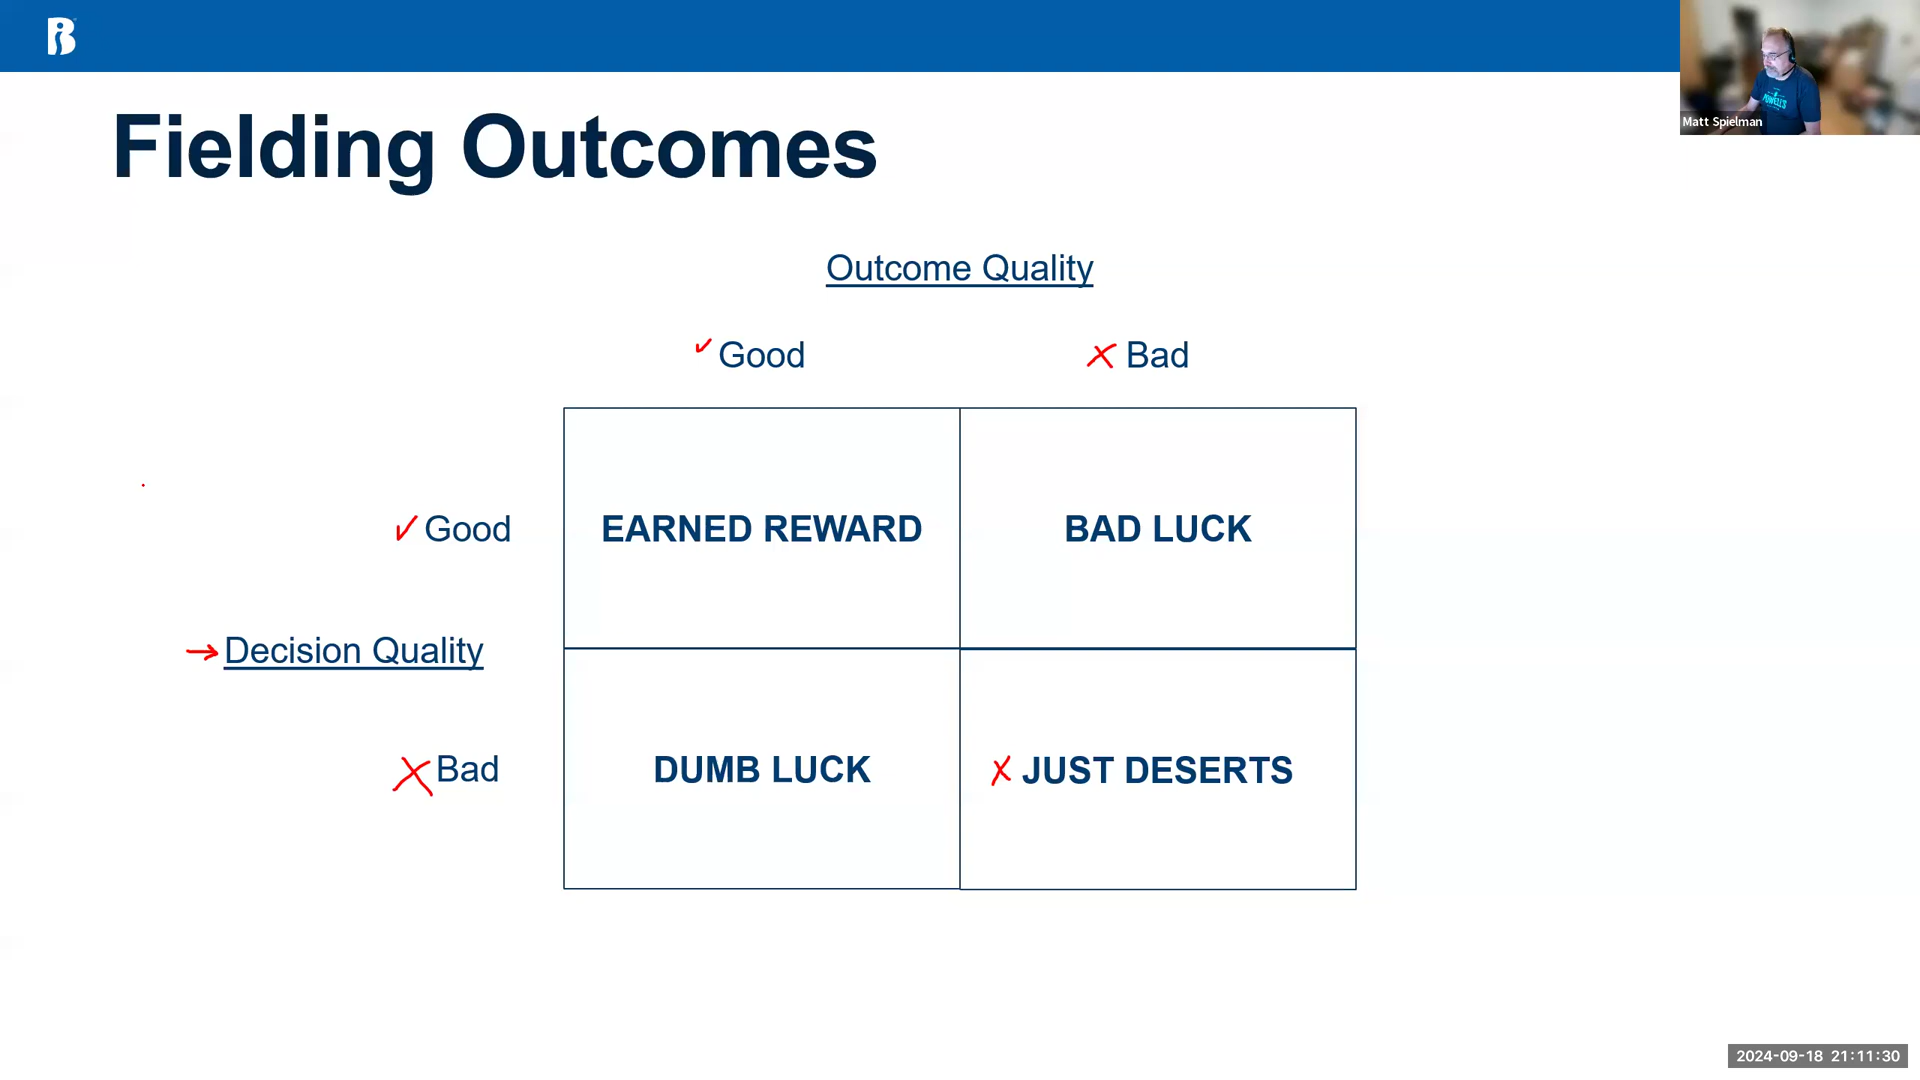 Fielding Outcomes
Matt Spielman
POWELL'S
Outcome Quality
✓ Good
✗ Bad
✓ Good
EARNED REWARD
BAD LUCK
→ Decision Quality
✗ Bad
DUMB LUCK
✗ JUST DESERTS
2024-09-18 21:11:30